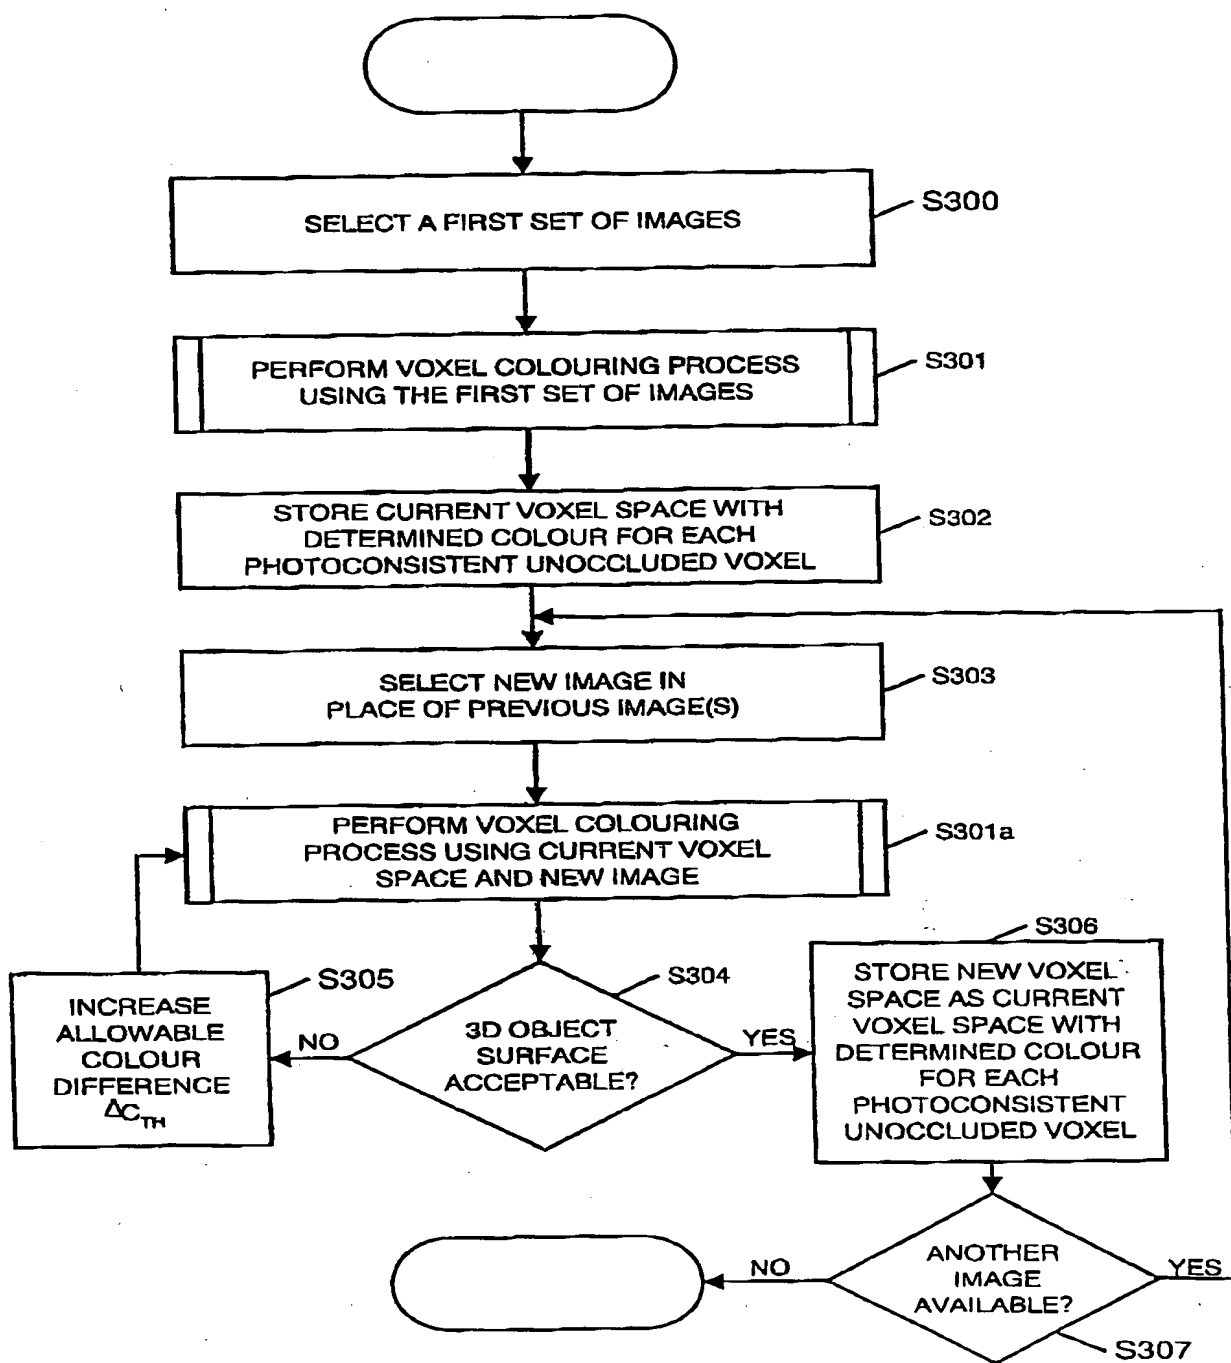 SELECT A FIRST SET OF IMAGES
S300
PERFORM VOXEL COLOURING PROCESS
USING THE FIRST SET OF IMAGES
S301
STORE CURRENT VOXEL SPACE WITH
DETERMINED COLOUR FOR EACH
PHOTOCONSISTENT UNOCCLUDED VOXEL
S302
SELECT NEW IMAGE IN
PLACE OF PREVIOUS IMAGE(S)
S303
PERFORM VOXEL COLOURING
PROCESS USING CURRENT VOXEL
SPACE AND NEW IMAGE
S301a
S305
INCREASE
ALLOWABLE
COLOUR
DIFFERENCE
ΔC_TH
NO
S304
3D OBJECT
SURFACE
ACCEPTABLE?
YES
S306
STORE NEW VOXEL
SPACE AS CURRENT
VOXEL SPACE WITH
DETERMINED COLOUR
FOR EACH
PHOTOCONSISTENT
UNOCCLUDED VOXEL
NO
ANOTHER
IMAGE
AVAILABLE?
YES
S307